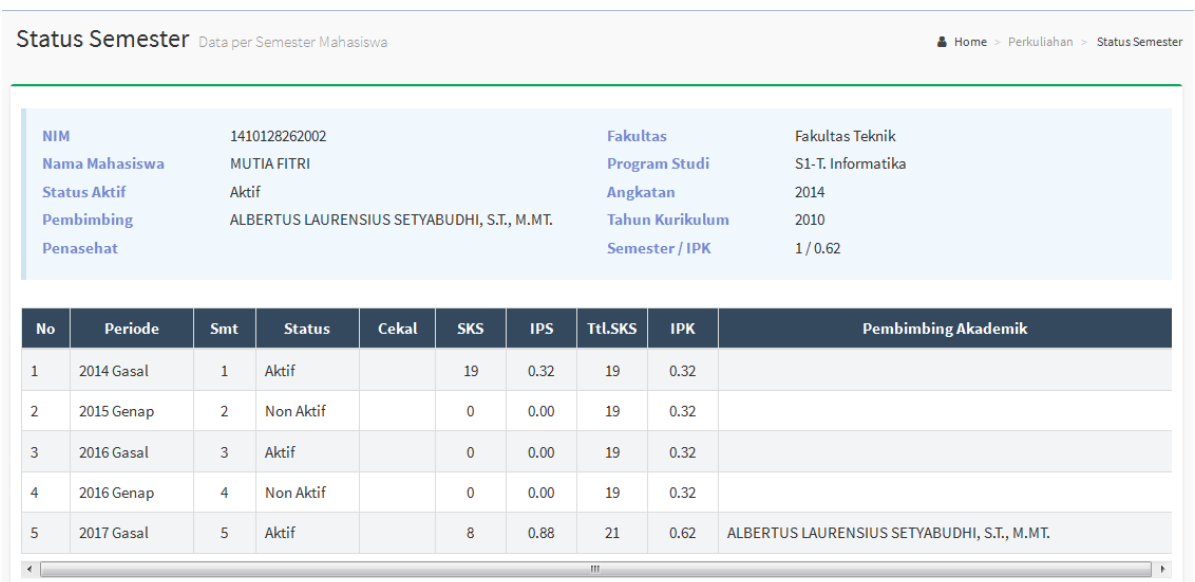 Status Semester Data per Semester Mahasiswa Home > Perkuliahan > Status Semester
NIM 1410128262002 Fakultas Fakultas Teknik
Nama Mahasiswa MUTIA FITRI Program Studi S1-T. Informatika
Status Aktif Aktif Angkatan 2014
Pembimbing ALBERTUS LAURENSIUS SETYABUDHI, S.T., M.MT. Tahun Kurikulum 2010
Penasehat Semester / IPK 1 / 0.62
No Periode Smt Status Cekal SKS IPS Ttl.SKS IPK Pembimbing Akademik
1 2014 Gasal 1 Aktif 19 0.32 19 0.32
2 2015 Genap 2 Non Aktif 0 0.00 19 0.32
3 2016 Gasal 3 Aktif 0 0.00 19 0.32
4 2016 Genap 4 Non Aktif 0 0.00 19 0.32
5 2017 Gasal 5 Aktif 8 0.88 21 0.62 ALBERTUS LAURENSIUS SETYABUDHI, S.T., M.MT.